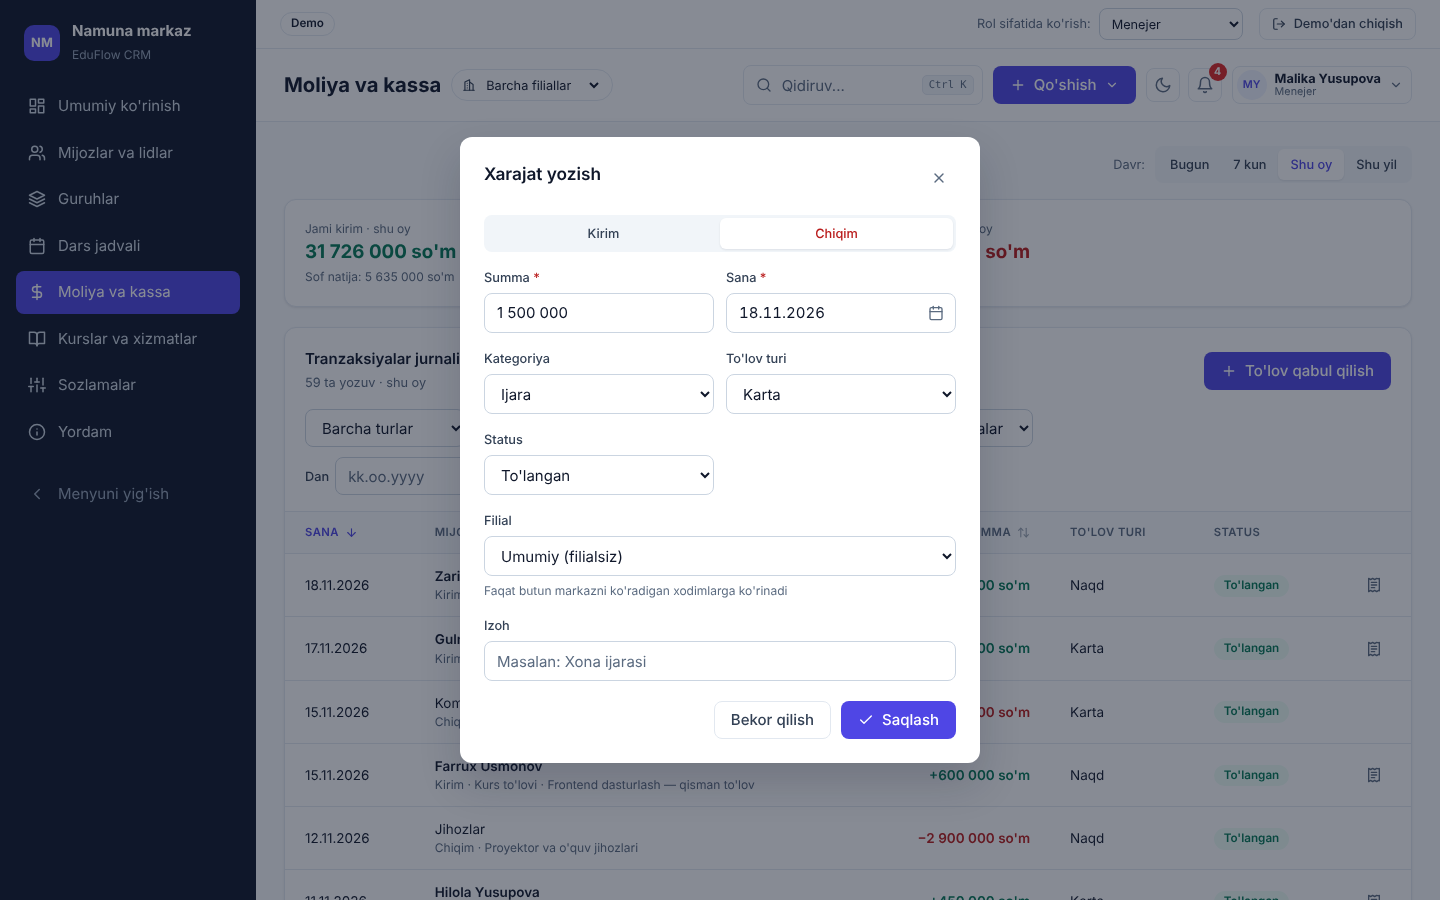 NM
Namuna markaz
EduFlow CRM
Umumiy ko'rinish
Mijozlar va lidlar
Guruhlar
Dars jadvali
Moliya va kassa
Kurslar va xizmatlar
Sozlamalar
Yordam
Menyuni yig'ish
Demo
Rol sifatida ko'rish:
Menejer
Demo'dan chiqish
Moliya va kassa
Barcha filiallar
Qidiruv...
Ctrl K
Qo'shish
4
MY
Malika Yusupova
Menejer
Davr:
Bugun
7 kun
Shu oy
Shu yil
Jami kirim · shu oy
31 726 000 so'm
Sof natija: 5 635 000 so'm
oy
so'm
Tranzaksiyalar jurnali
59 ta yozuv · shu oy
To'lov qabul qilish
Barcha turlar
Dan
kk.oo.yyyy
SANA
TO'LOV TURI
STATUS
18.11.2026
00 so'm
Naqd
To'langan
17.11.2026
00 so'm
Karta
To'langan
15.11.2026
00 so'm
Karta
To'langan
15.11.2026
Farrux Usmonov
Kirim · Kurs to'lovi · Frontend dasturlash — qisman to'lov
+600 000 so'm
Naqd
To'langan
12.11.2026
Jihozlar
Chiqim · Proyektor va o'quv jihozlari
−2 900 000 so'm
Naqd
To'langan
Hilola Yusupova
Xarajat yozish
Kirim
Chiqim
Summa *
1 500 000
Sana *
18.11.2026
Kategoriya
Ijara
To'lov turi
Karta
Status
To'langan
Filial
Umumiy (filialsiz)
Faqat butun markazni ko'radigan xodimlarga ko'rinadi
Izoh
Masalan: Xona ijarasi
Bekor qilish
Saqlash